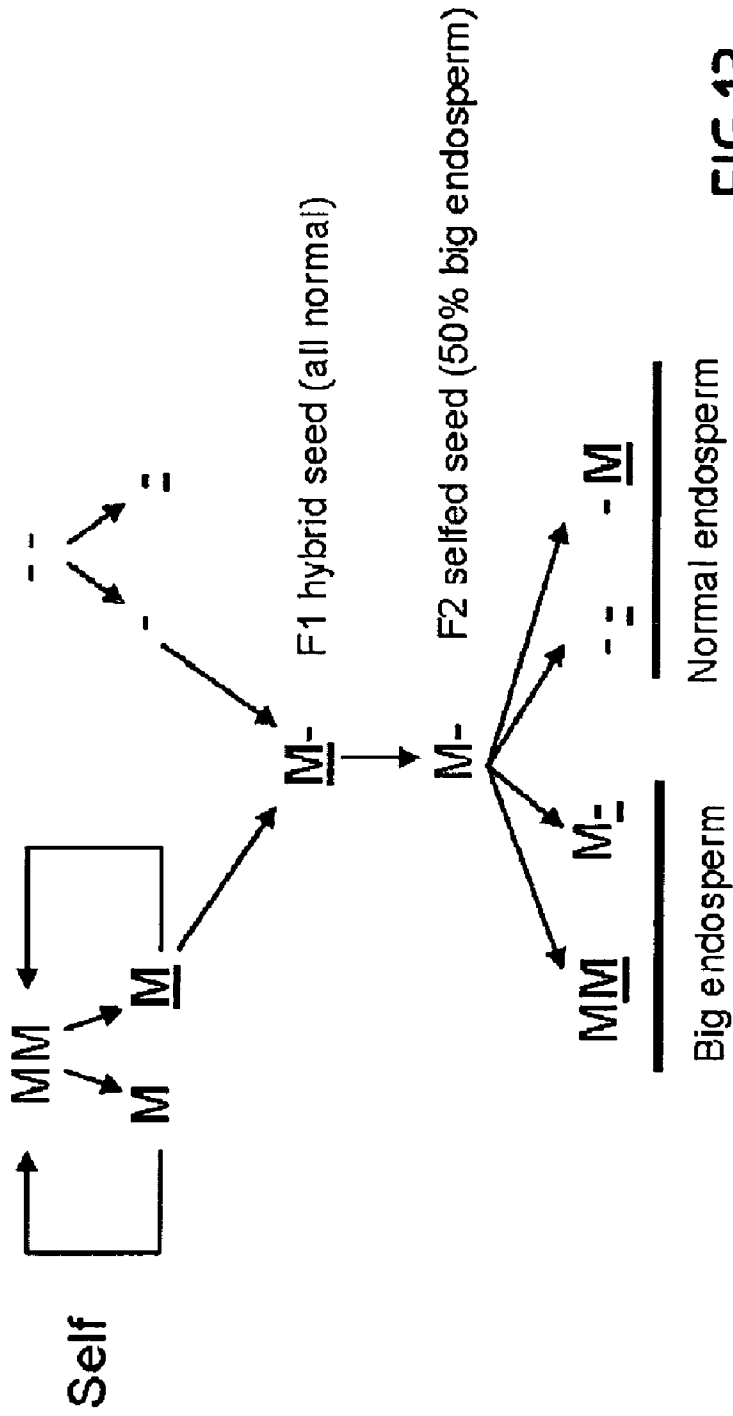 Self
MM
- -
M M
- -
M- F1 hybrid seed (all normal)
M- F2 selfed seed (50% big endosperm)
MM M- - - - M
Big endosperm
Normal endosperm